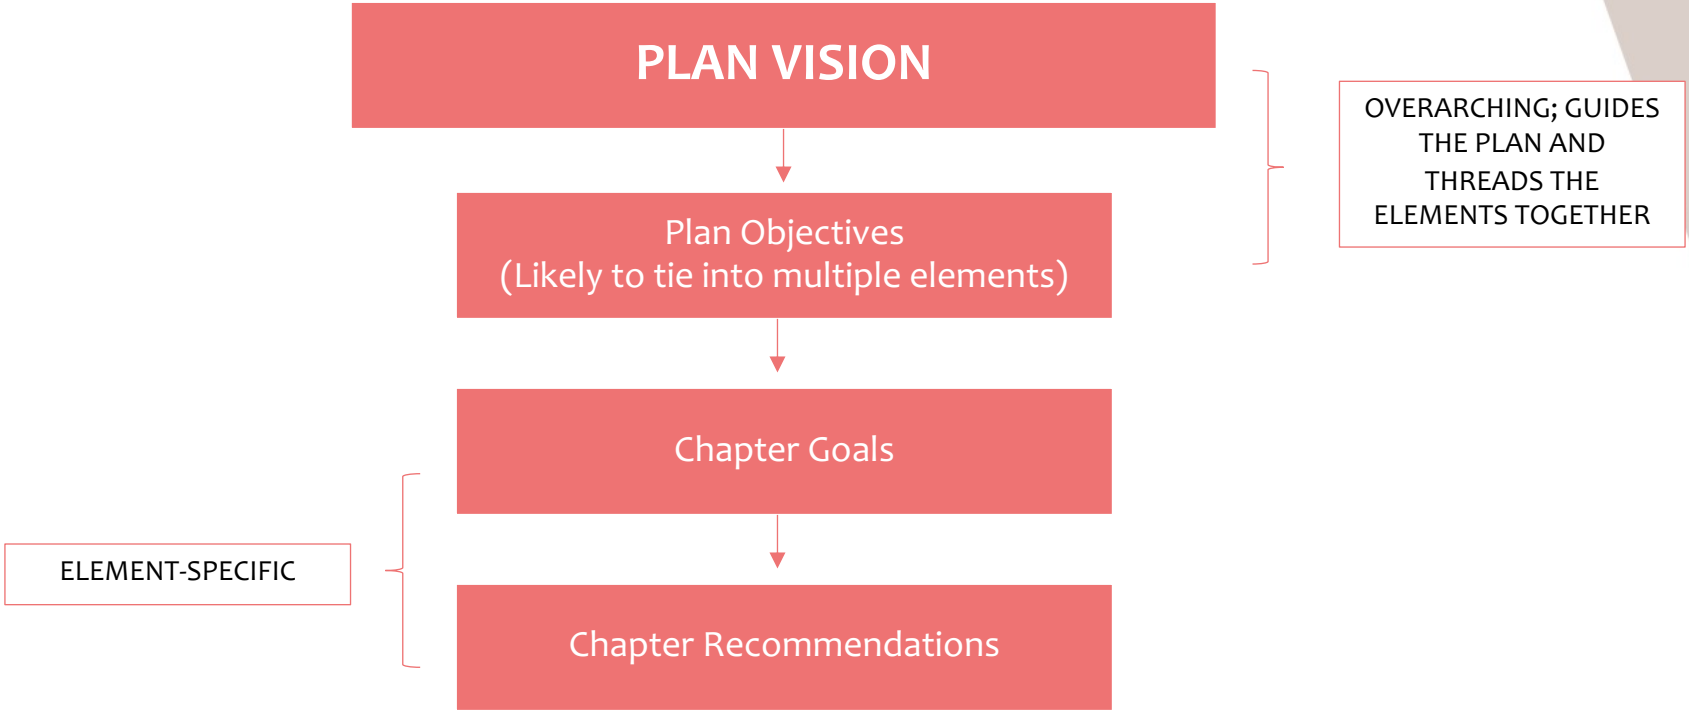 PLAN VISION
OVERARCHING; GUIDES
THE PLAN AND
THREADS THE
ELEMENTS TOGETHER
Plan Objectives
(Likely to tie into multiple elements)
Chapter Goals
ELEMENT-SPECIFIC
Chapter Recommendations